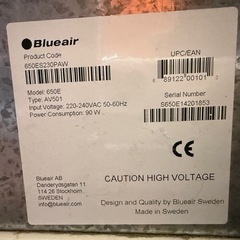 Blueair
Product Code
650ES230PAW
UPC/EAN
689122 00101
Model: 650E
Type: AV501
Input Voltage: 220-240VAC 50-60Hz
Power Consumption: 90 W
Serial Number
S650E14201853
CE
Blueair AB
Danderydsgatan 11
114 26 Stockholm
SWEDEN
info@blueair.com
CAUTION HIGH VOLTAGE
Design and Quality by Blueair Sweden
Made in Sweden